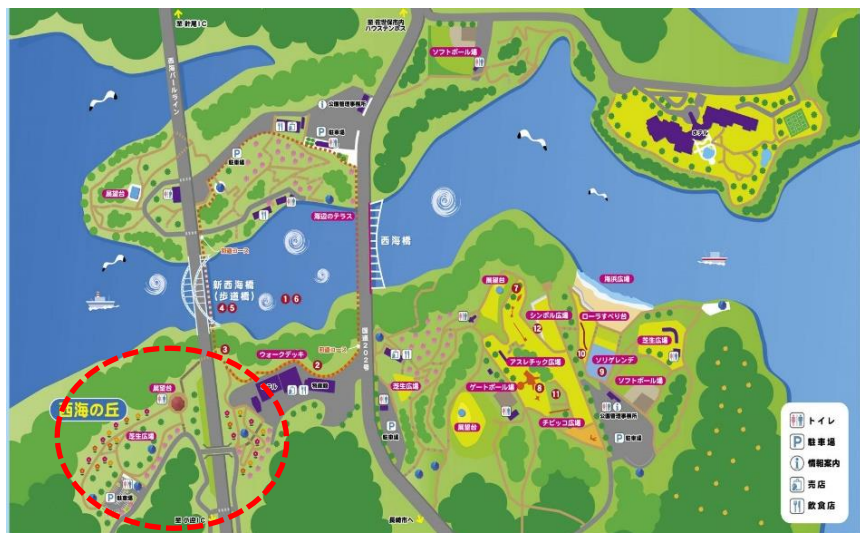 至 針尾IC
至 佐世保市内
ハウステンボス
ソフトボール場
西海パールライン
公園管理事務所
駐車場
ホテル
駐車場
展望台
海辺のテラス
西海橋
新西海橋
(歩道橋)
4 5
1 6
展望台
7
海浜広場
シンボル広場
ローラすべり台
12
3
ウォークデッキ
国道202号
2
10
芝生広場
アスレチック広場
ソリゲレンデ
9
展望台
ホテル
物産館
芝生広場
ゲートボール場
8
ソフトボール場
西海の丘
11
公園管理事務所
芝生広場
展望台
チビッコ広場
駐車場
駐車場
駐車場
至 小迎IC
長崎市へ
トイレ
P 駐車場
i 情報案内
売店
飲食店